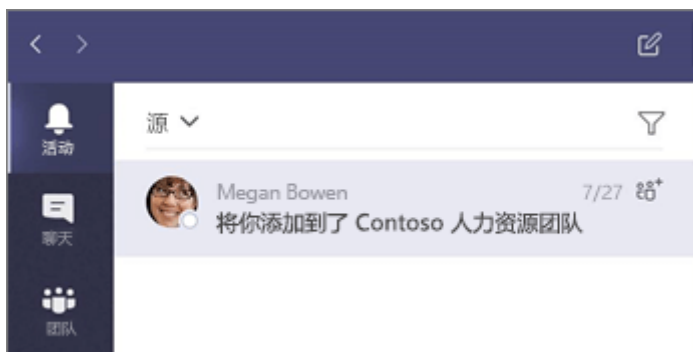 活动
聊天
团队
源
Megan Bowen 7/27
将你添加到了 Contoso 人力资源团队